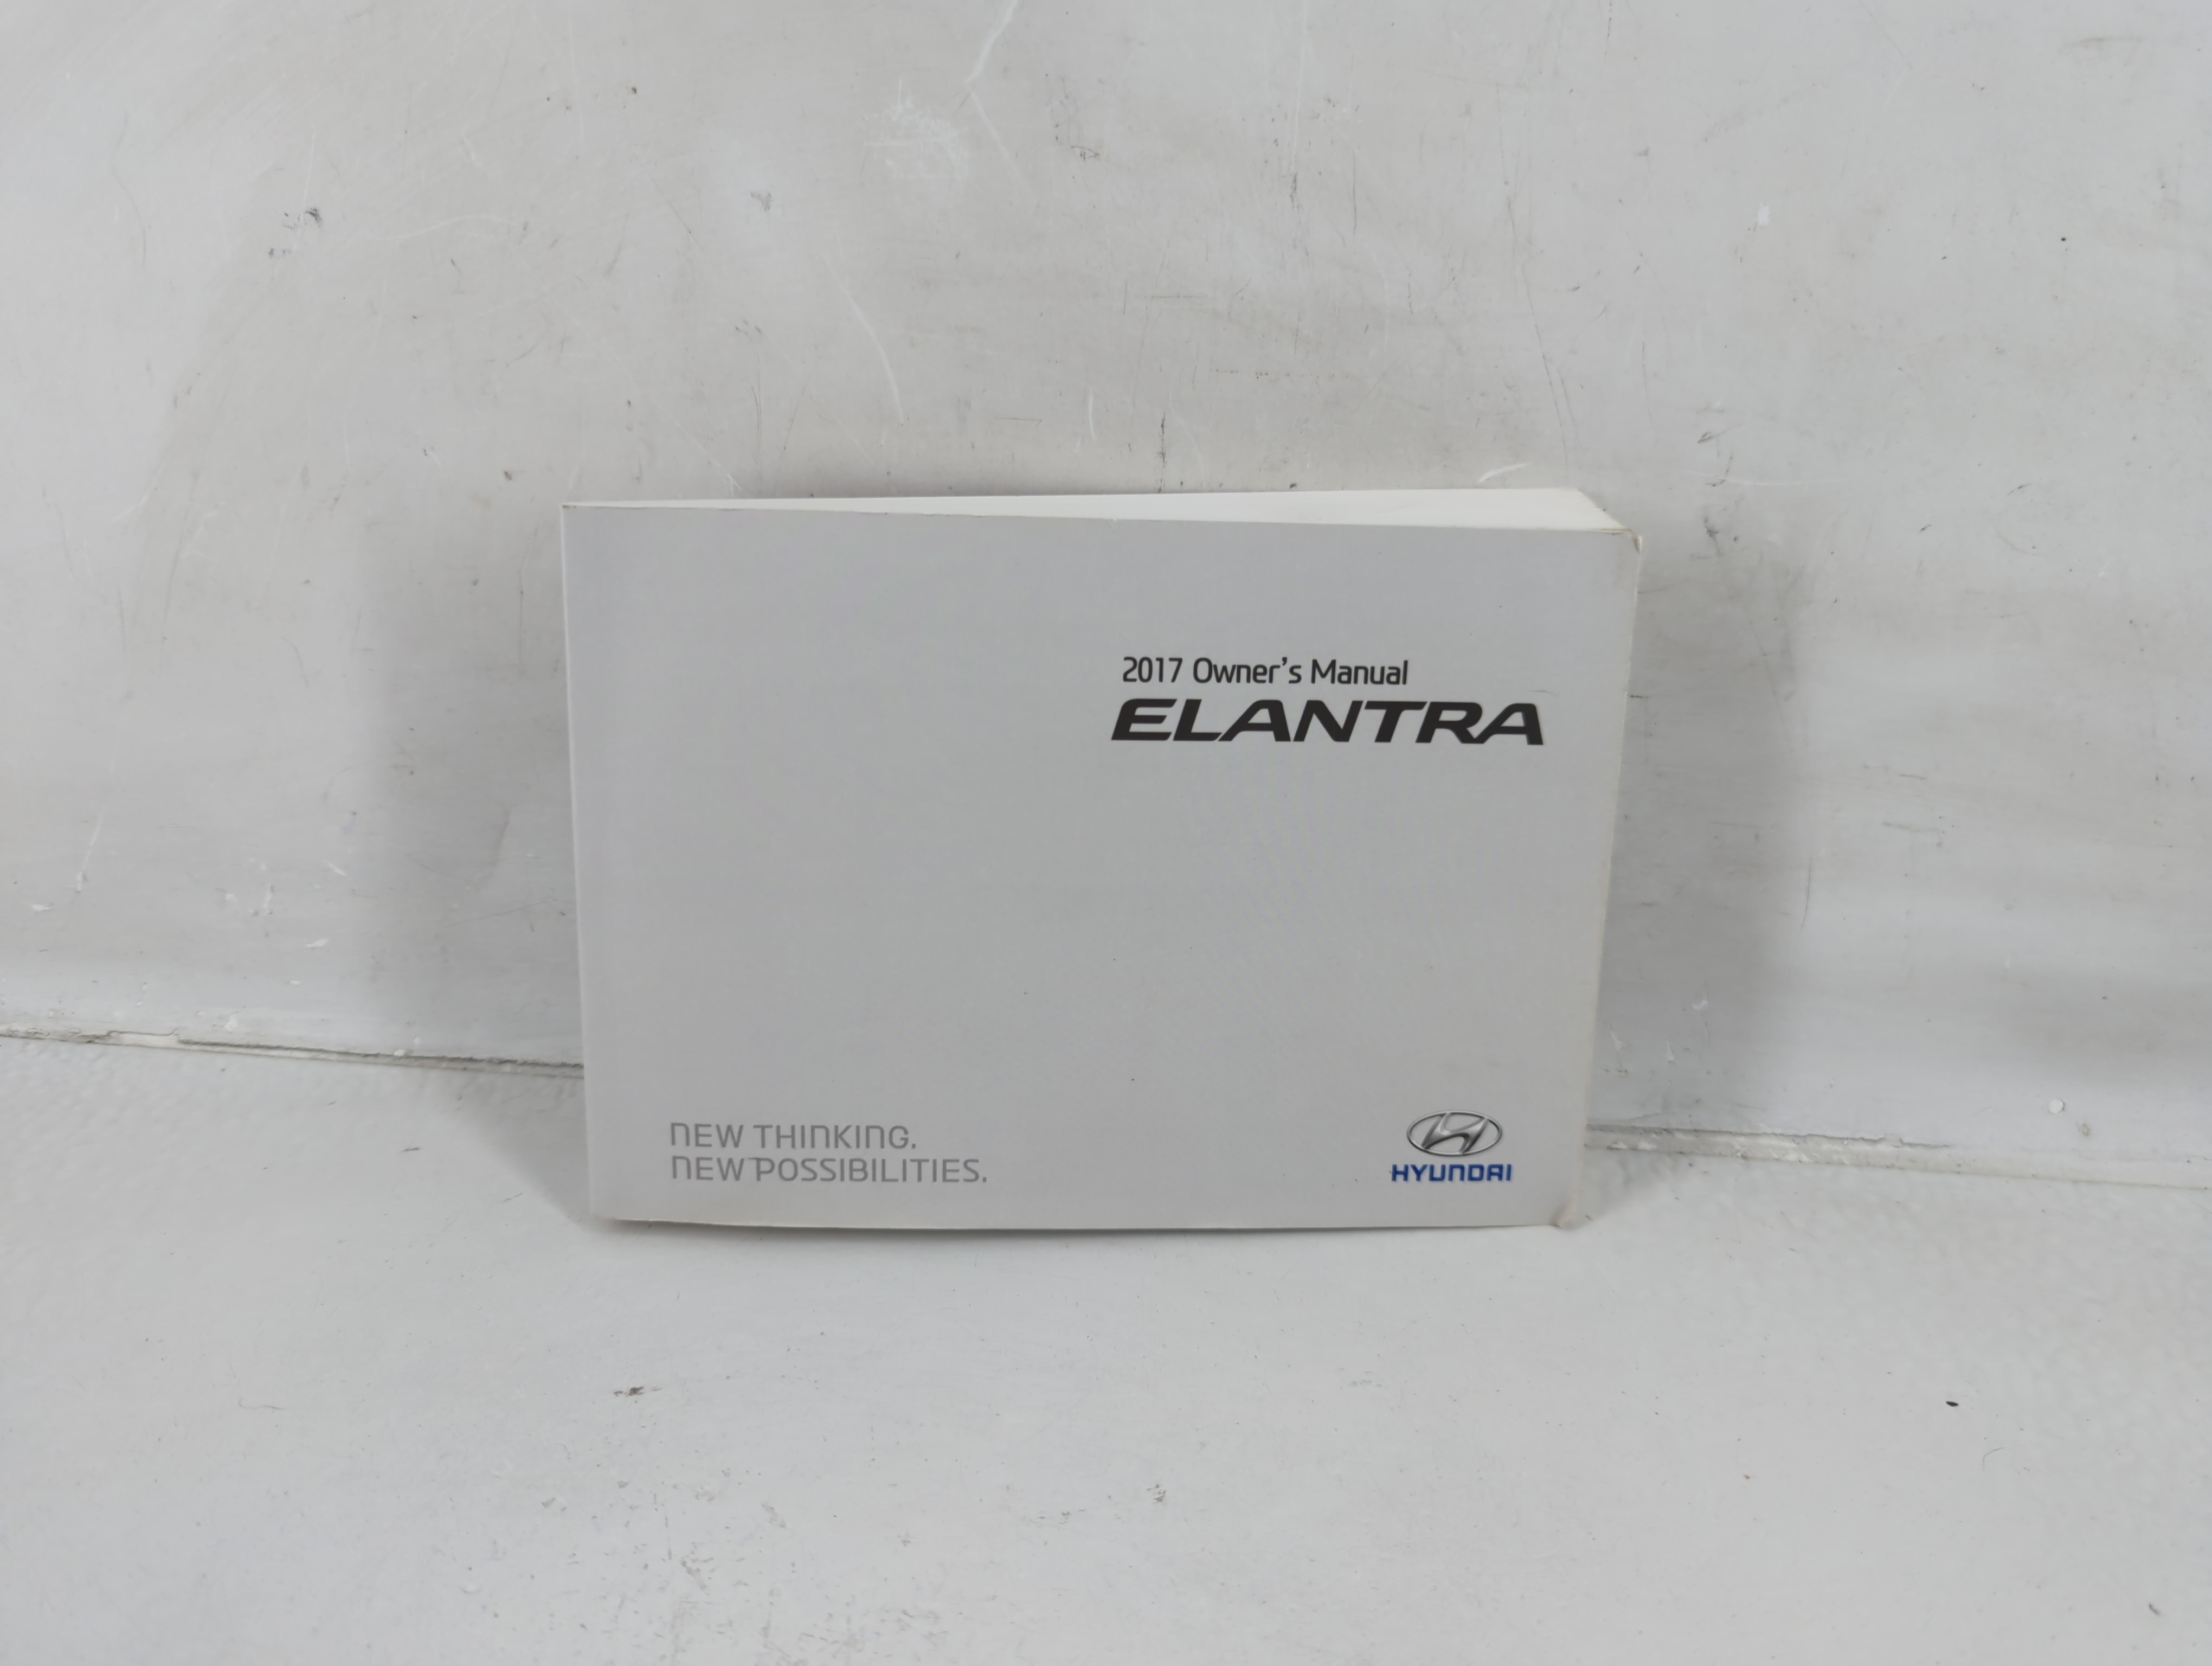 2017 Owner's Manual
ELANTRA
NEW THINKING.
NEW POSSIBILITIES.
HYUNDAI